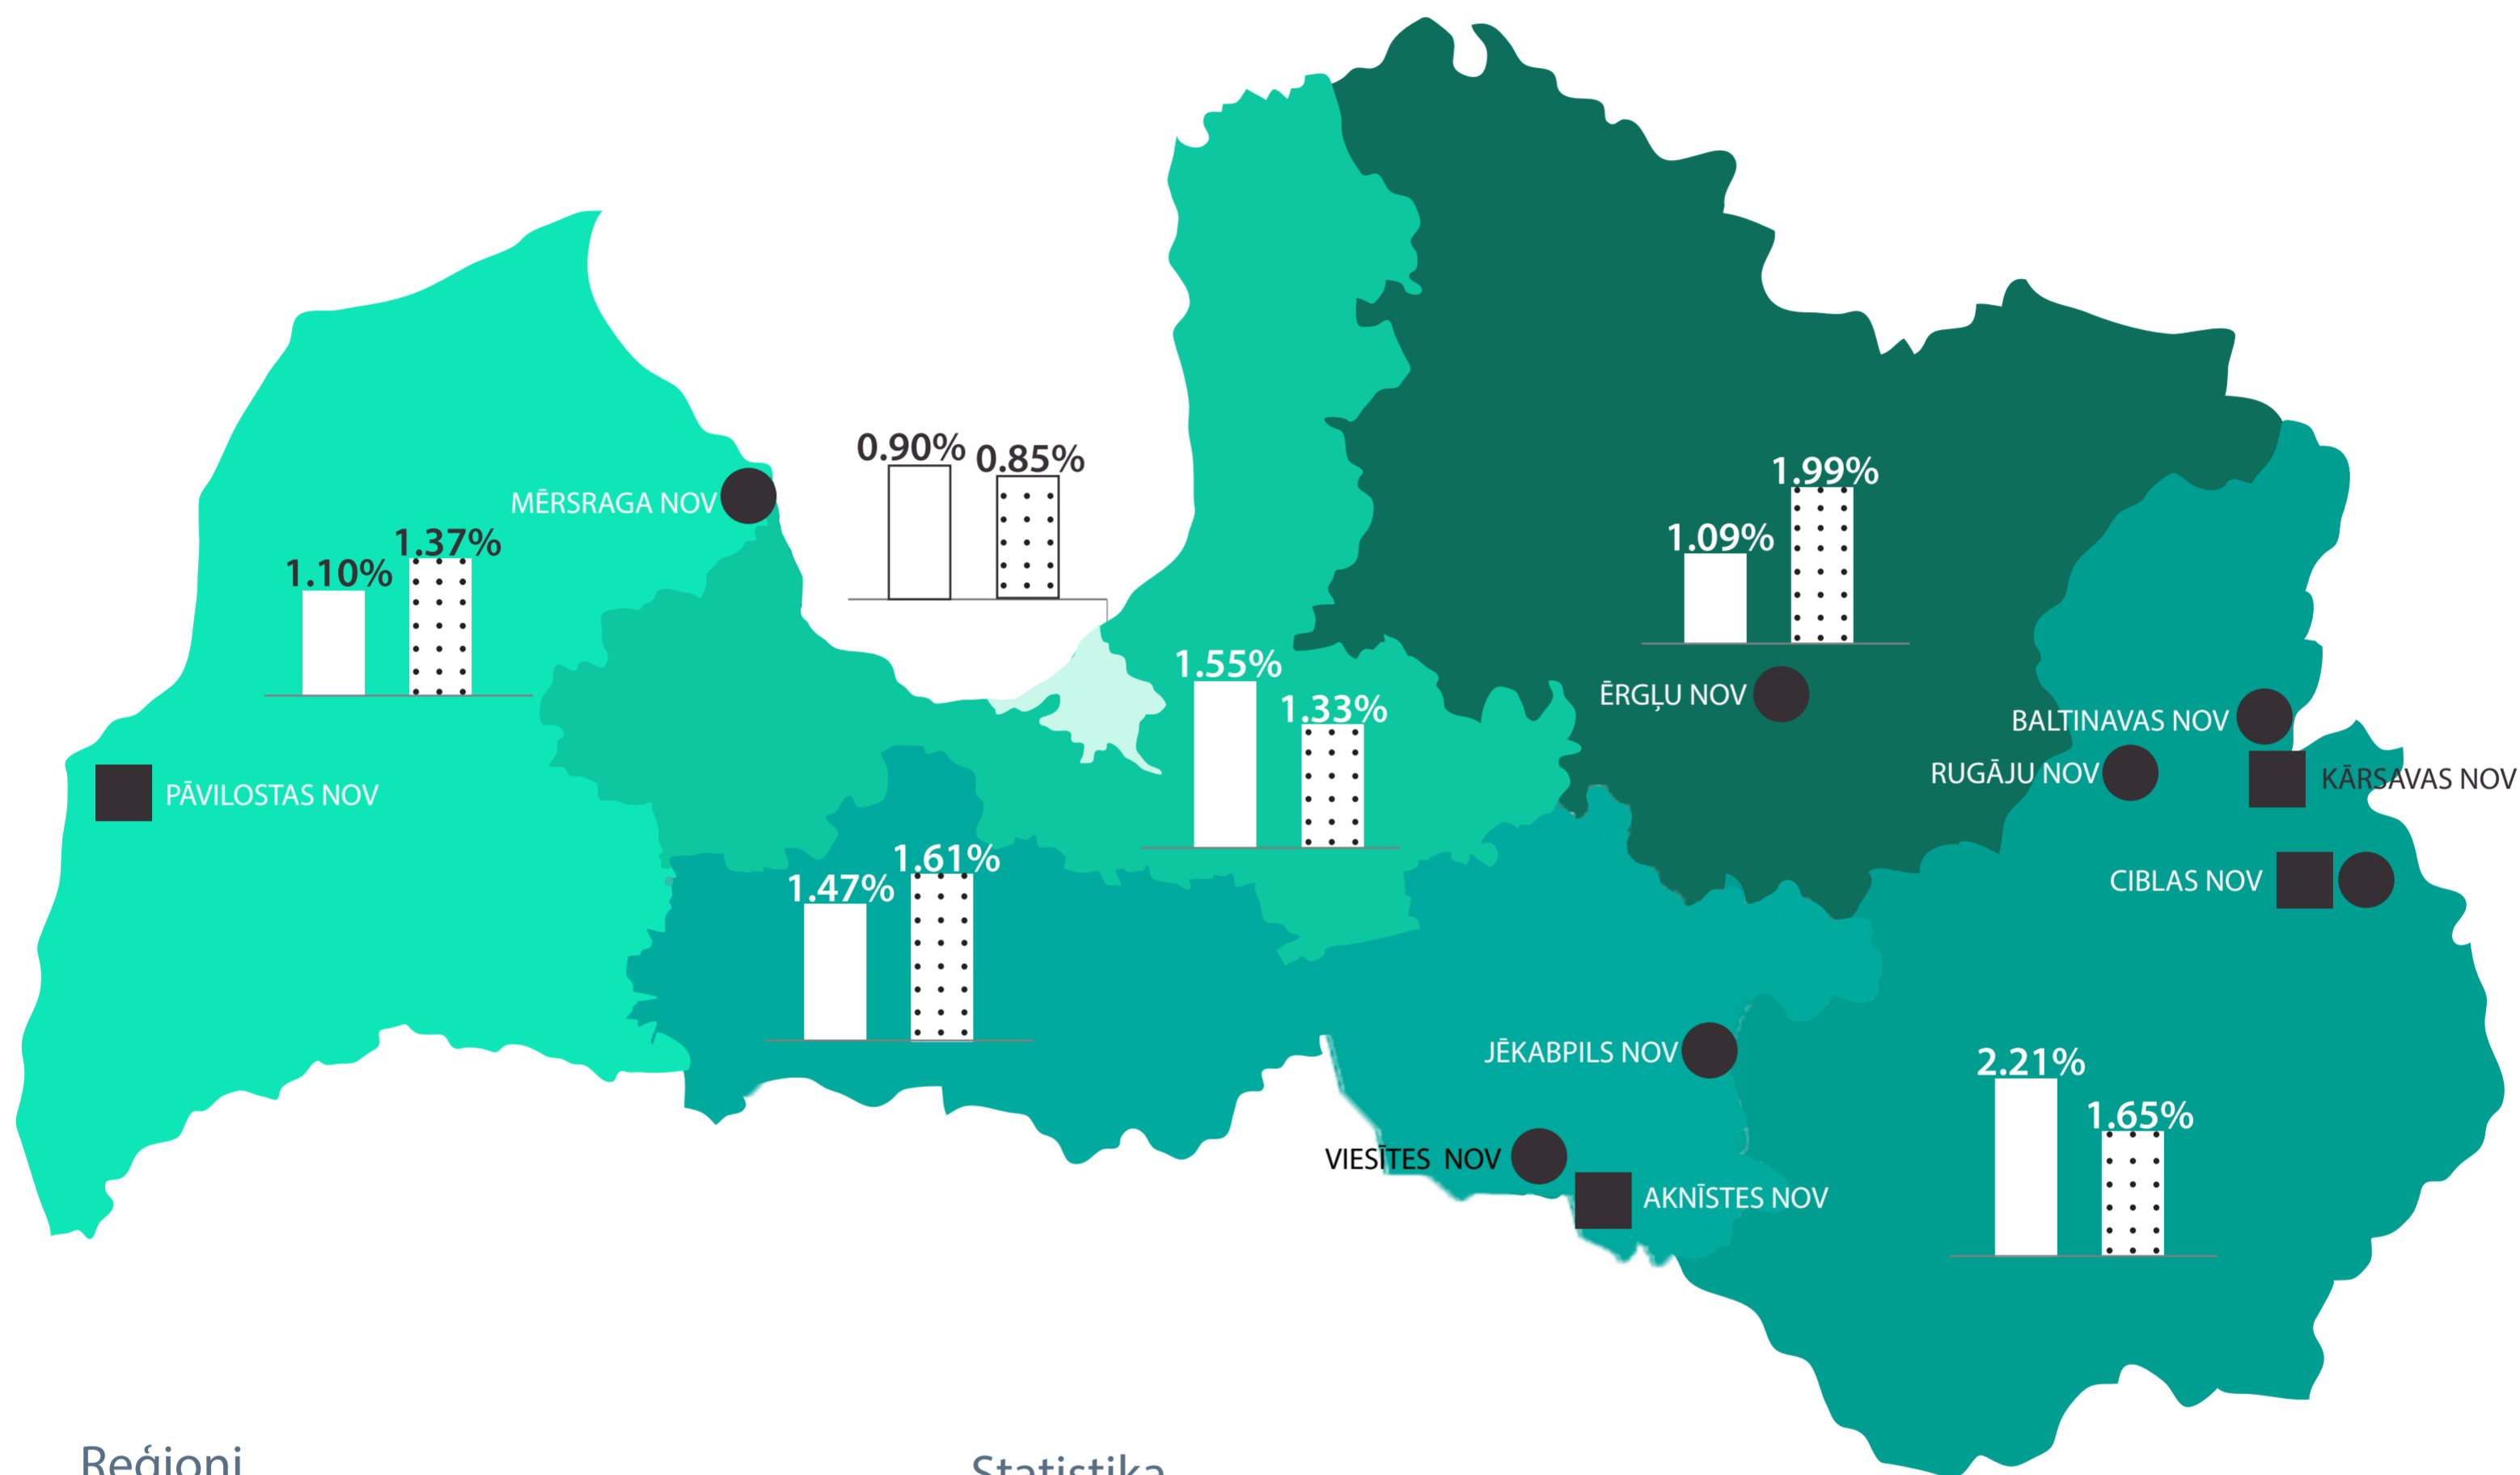 0.90%
0.85%
1.99%
MĒRSRAGA NOV
1.09%
1.37%
1.10%
1.55%
1.33%
ĒRGĻU NOV
BALTINAVAS NOV
RUGĀJU NOV
KĀRSAVAS NOV
PĀVILOSTAS NOV
1.61%
1.47%
CIBLAS NOV
JĒKABPILS NOV
2.21%
1.65%
VIESĪTES NOV
AKNĪSTES NOV
Reģioni
Statistika